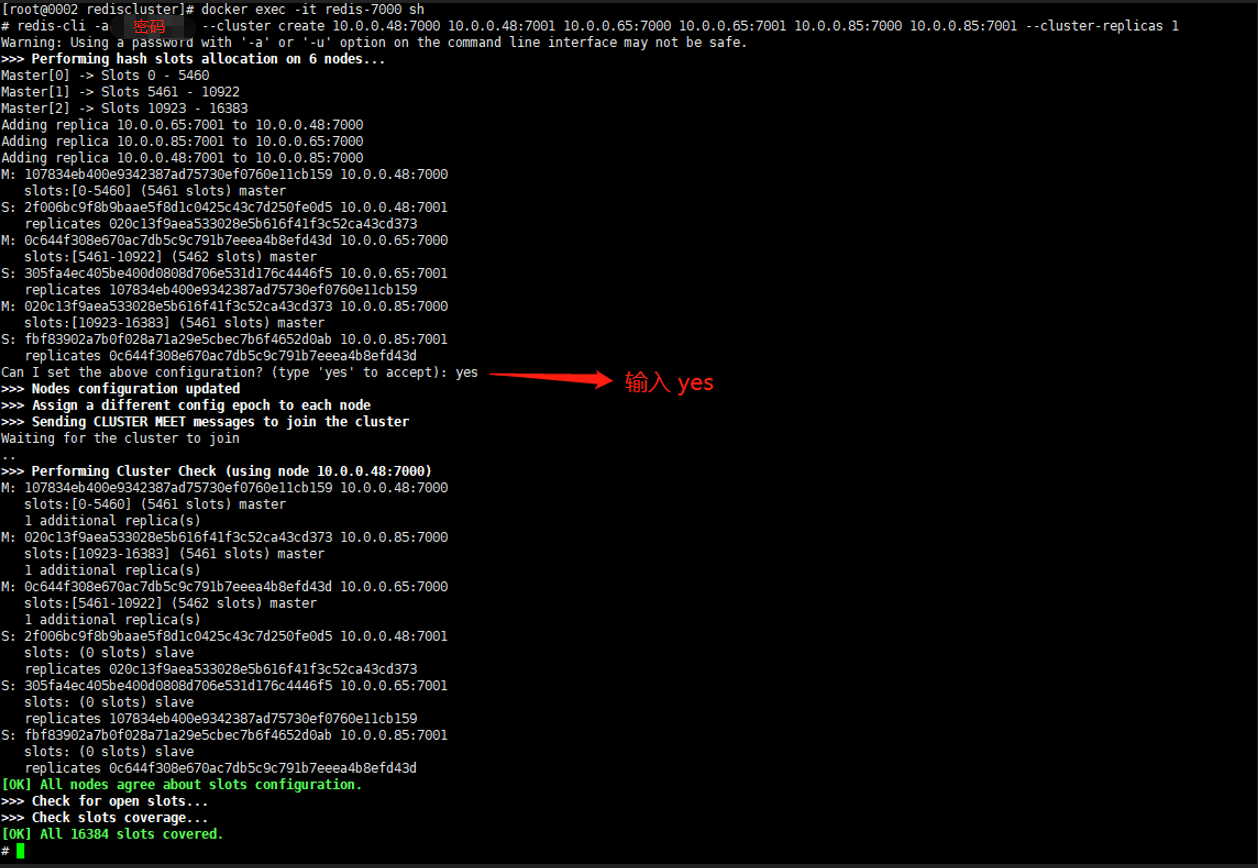 [root@0002 rediscluster]# docker exec -it redis-7000 sh
# redis-cli -a 密码 --cluster create 10.0.0.48:7000 10.0.0.48:7001 10.0.0.65:7000 10.0.0.65:7001 10.0.0.85:7000 10.0.0.85:7001 --cluster-replicas 1
Warning: Using a password with '-a' or '-u' option on the command line interface may not be safe.
>>> Performing hash slots allocation on 6 nodes...
Master[0] -> Slots 0 - 5460
Master[1] -> Slots 5461 - 10922
Master[2] -> Slots 10923 - 16383
Adding replica 10.0.0.65:7001 to 10.0.0.48:7000
Adding replica 10.0.0.85:7001 to 10.0.0.65:7000
Adding replica 10.0.0.48:7001 to 10.0.0.85:7000
M: 107834eb400e9342387ad75730ef0760e11cb159 10.0.0.48:7000
slots:[0-5460] (5461 slots) master
S: 2f006bc9f8b9baae5f8d1c0425c43c7d250fe0d5 10.0.0.48:7001
replicates 020c13f9aea533028e5b616f41f3c52ca43cd373
M: 0c644f308e670ac7db5c9c791b7eeea4b8efd43d 10.0.0.65:7000
slots:[5461-10922] (5462 slots) master
S: 305fa4ec405be400d0808d706e531d176c4446f5 10.0.0.65:7001
replicates 107834eb400e9342387ad75730ef0760e11cb159
M: 020c13f9aea533028e5b616f41f3c52ca43cd373 10.0.0.85:7000
slots:[10923-16383] (5461 slots) master
S: fbf83902a7b0f028a71a29e5cbec7b6f4652d0ab 10.0.0.85:7001
replicates 0c644f308e670ac7db5c9c791b7eeea4b8efd43d
Can I set the above configuration? (type 'yes' to accept): yes 输入 yes
>>> Nodes configuration updated
>>> Assign a different config epoch to each node
>>> Sending CLUSTER MEET messages to join the cluster
Waiting for the cluster to join
..
>>> Performing Cluster Check (using node 10.0.0.48:7000)
M: 107834eb400e9342387ad75730ef0760e11cb159 10.0.0.48:7000
slots:[0-5460] (5461 slots) master
1 additional replica(s)
M: 020c13f9aea533028e5b616f41f3c52ca43cd373 10.0.0.85:7000
slots:[10923-16383] (5461 slots) master
1 additional replica(s)
M: 0c644f308e670ac7db5c9c791b7eeea4b8efd43d 10.0.0.65:7000
slots:[5461-10922] (5462 slots) master
1 additional replica(s)
S: 2f006bc9f8b9baae5f8d1c0425c43c7d250fe0d5 10.0.0.48:7001
slots: (0 slots) slave
replicates 020c13f9aea533028e5b616f41f3c52ca43cd373
S: 305fa4ec405be400d0808d706e531d176c4446f5 10.0.0.65:7001
slots: (0 slots) slave
replicates 107834eb400e9342387ad75730ef0760e11cb159
S: fbf83902a7b0f028a71a29e5cbec7b6f4652d0ab 10.0.0.85:7001
slots: (0 slots) slave
replicates 0c644f308e670ac7db5c9c791b7eeea4b8efd43d
[OK] All nodes agree about slots configuration.
>>> Check for open slots...
>>> Check slots coverage...
[OK] All 16384 slots covered.
#